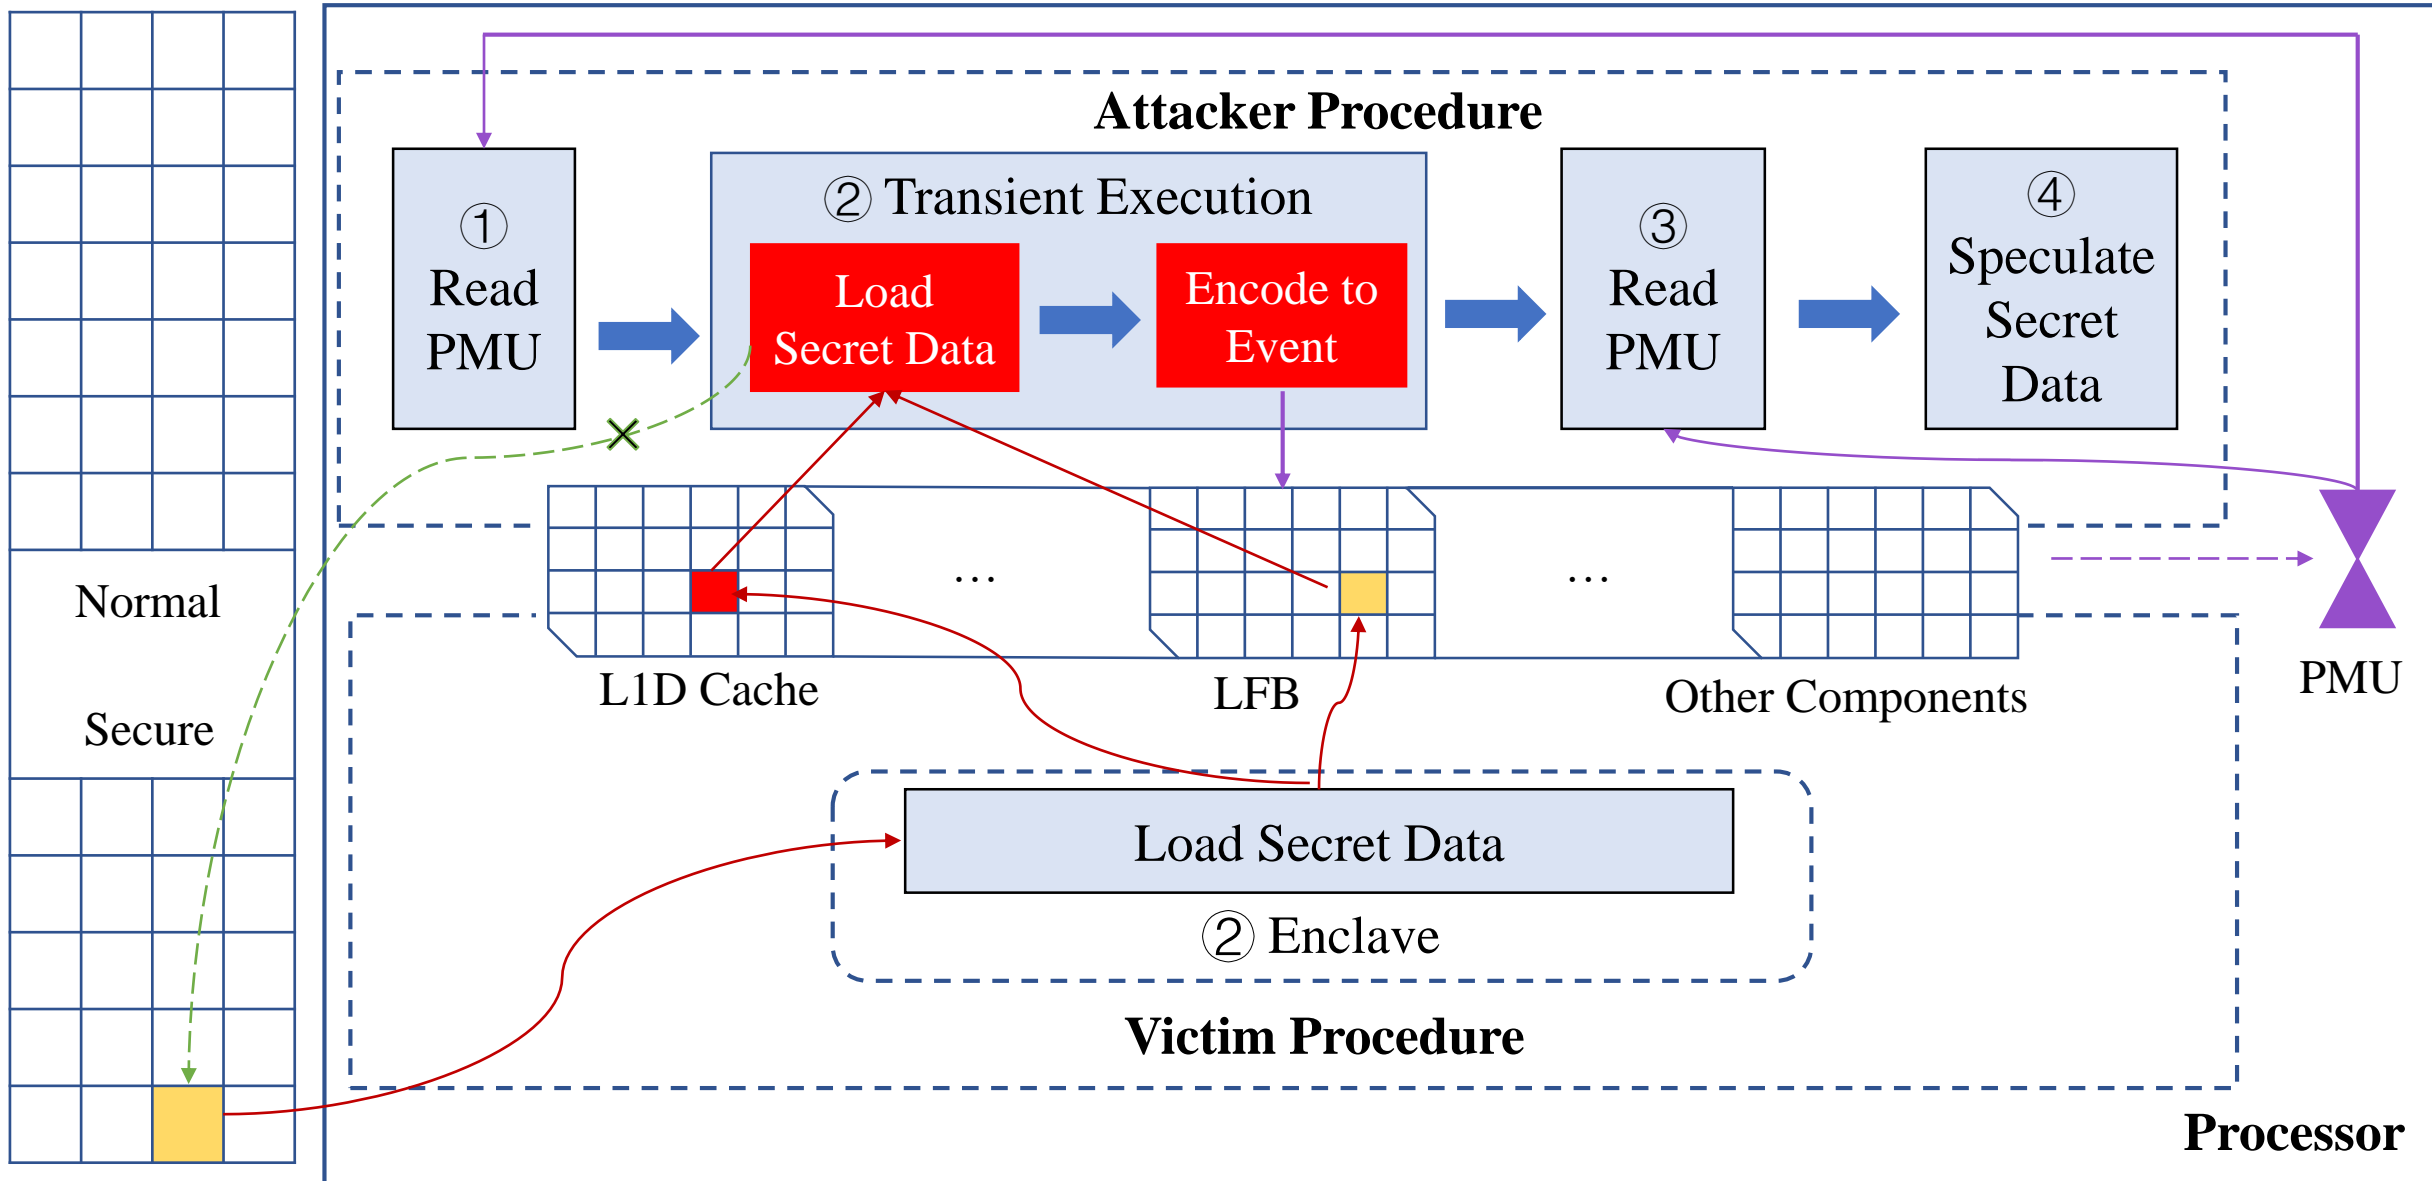 Attacker Procedure
①
Read
PMU
② Transient Execution
Load
Secret Data
Encode to
Event
③
Read
PMU
④
Speculate
Secret
Data
Normal
Secure
…
…
L1D Cache
LFB
Other Components
PMU
Load Secret Data
② Enclave
Victim Procedure
Processor